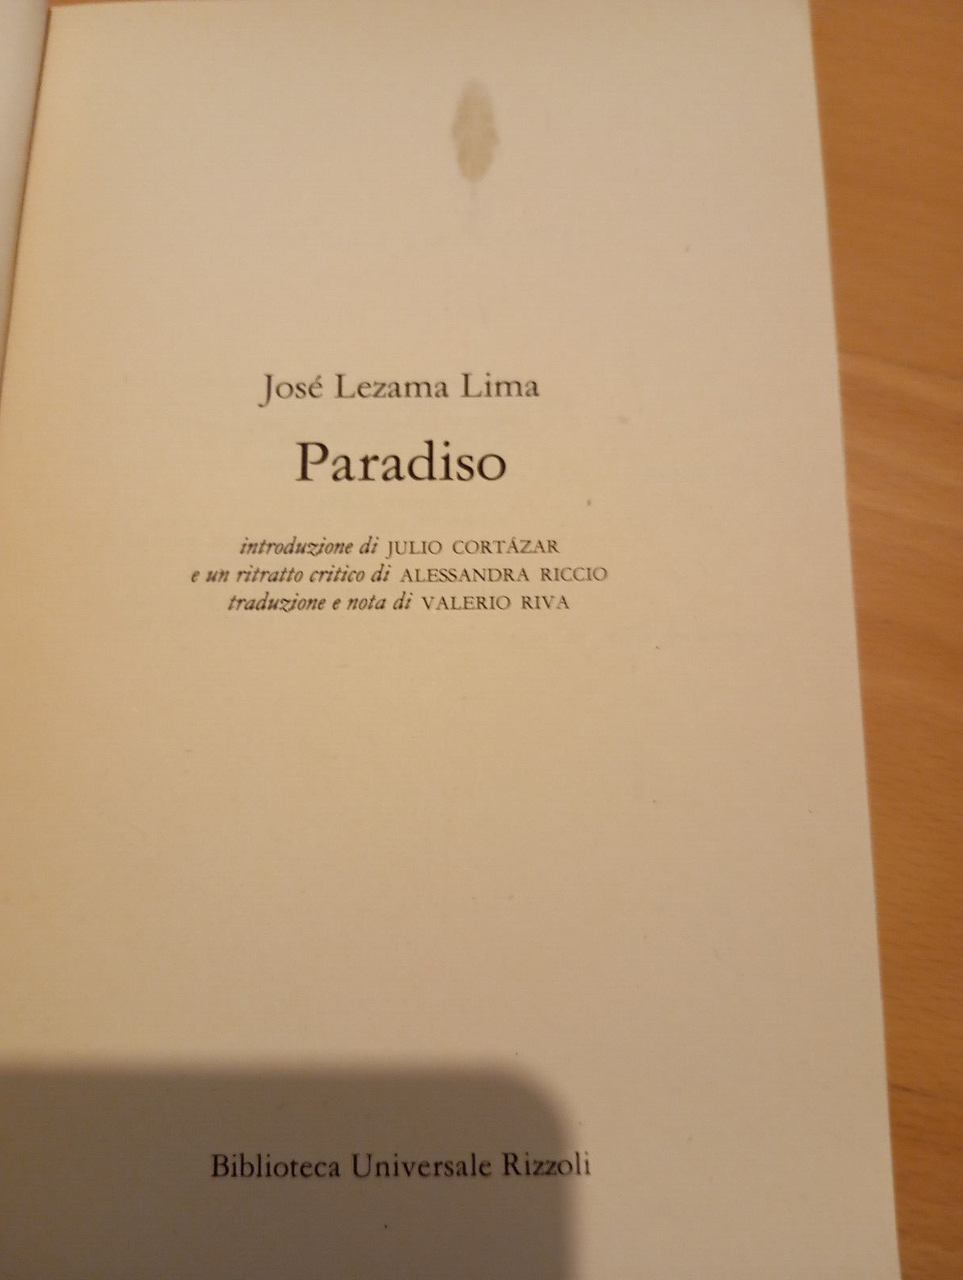 José Lezama Lima
Paradiso
introduzione di JULIO CORTÁZAR
e un ritratto critico di ALESSANDRA RICCIO
traduzione e nota di VALERIO RIVA
Biblioteca Universale Rizzoli